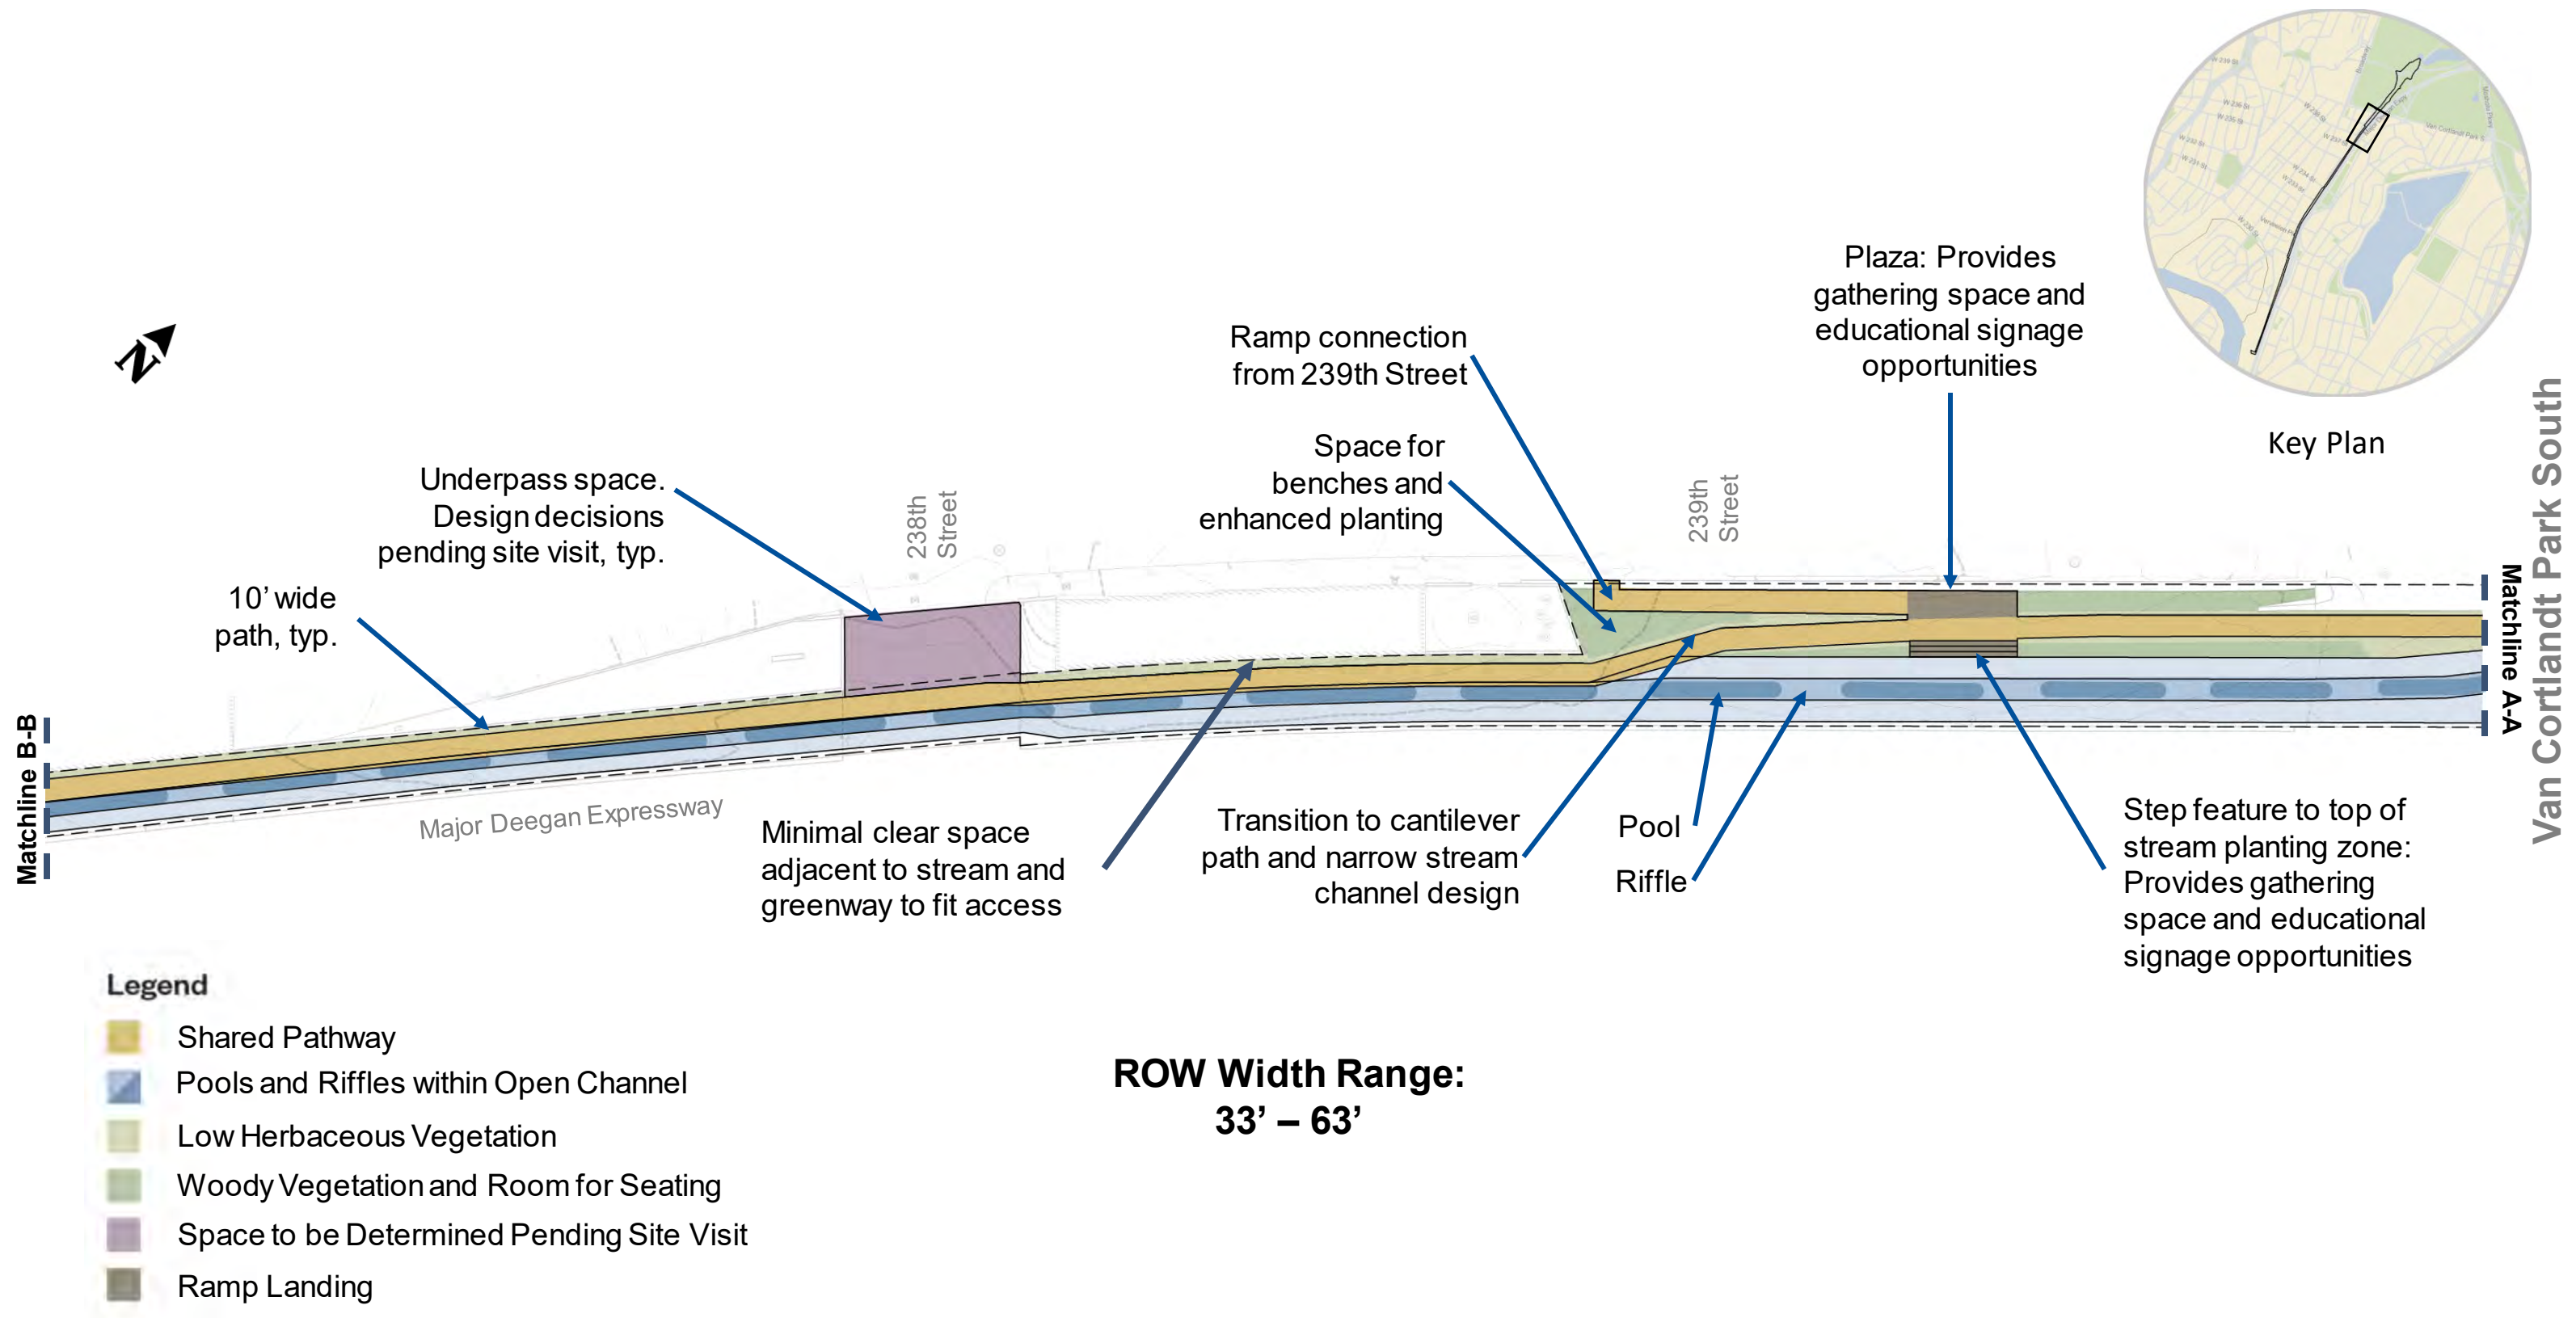 Plaza: Provides
gathering space and
educational signage
opportunities
Key Plan
Van Cortlandt Park South
N
Ramp connection
from 239th Street
Space for
benches and
enhanced planting
Underpass space.
Design decisions
pending site visit, typ.
10’ wide
path, typ.
238th
Street
239th
Street
Matchline A-A
Matchline B-B
Major Deegan Expressway
Minimal clear space
adjacent to stream and
greenway to fit access
Transition to cantilever
path and narrow stream
channel design
Pool
Riffle
Step feature to top of
stream planting zone:
Provides gathering
space and educational
signage opportunities
Legend
Shared Pathway
Pools and Riffles within Open Channel
Low Herbaceous Vegetation
Woody Vegetation and Room for Seating
Space to be Determined Pending Site Visit
Ramp Landing
ROW Width Range:
33’ – 63’